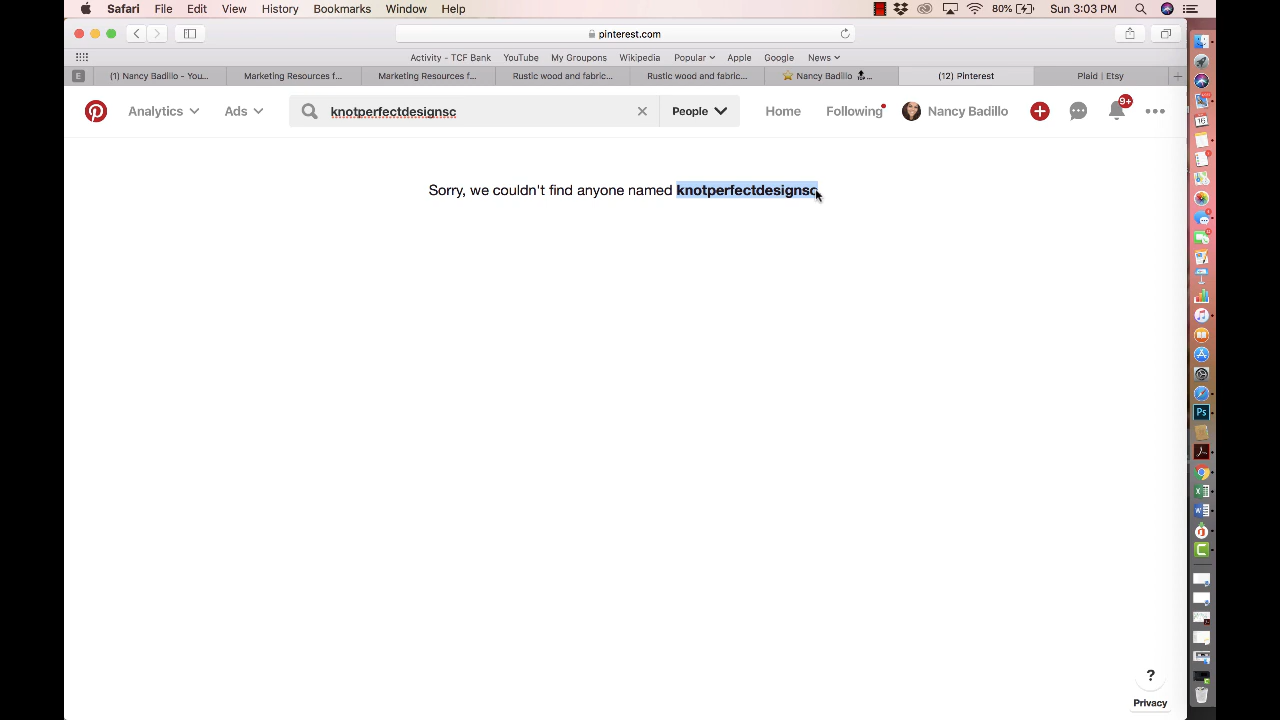 Safari File Edit View History Bookmarks Window Help 80% Sun 3:03 PM
pinterest.com
Activity - TCF Bank YouTube My Groupons Wikipedia Popular Apple Google News
E (1) Nancy Badillo - You... Marketing Resources f... Marketing Resources f... Rustic wood and fabric... Rustic wood and fabric... Nancy Badillo ... (12) Pinterest Plaid | Etsy
Analytics Ads knotperfectdesignsc People Home Following Nancy Badillo 9+
Sorry, we couldn't find anyone named knotperfectdesignsc
Ps
?
Privacy